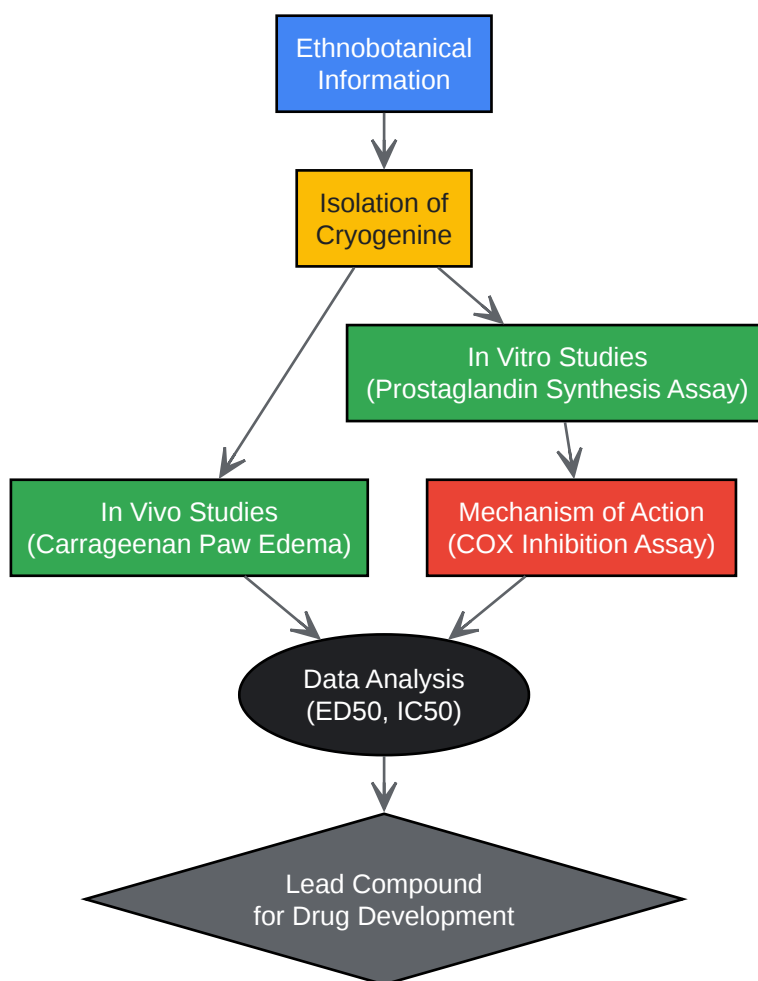 Ethnobotanical
Information
Isolation of
Cryogenine
In Vitro Studies
(Prostaglandin Synthesis Assay)
In Vivo Studies
(Carrageenan Paw Edema)
Mechanism of Action
(COX Inhibition Assay)
Data Analysis
(ED50, IC50)
Lead Compound
for Drug Development